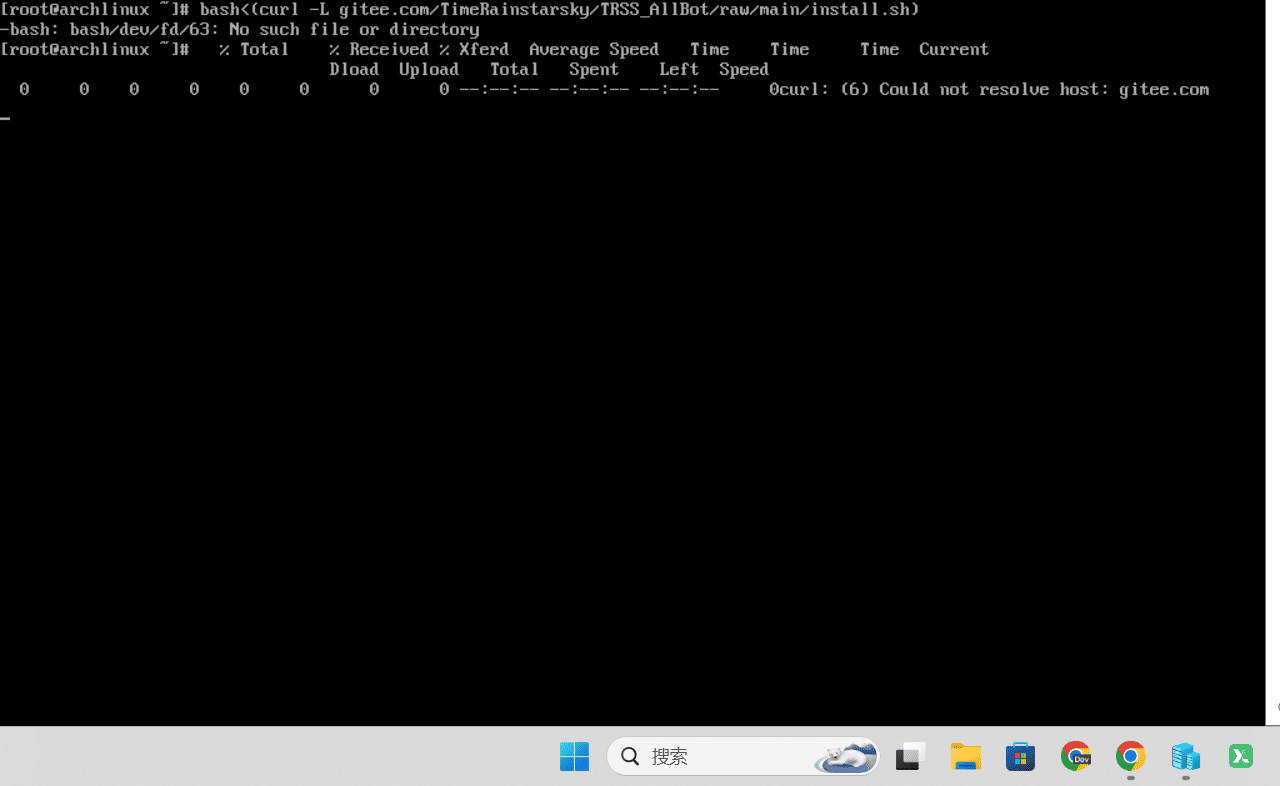 [root@archlinux ~]# bash<(curl -L gitee.com/TimeRainstarsky/TRSS_AllBot/raw/main/install.sh)
-bash: bash/dev/fd/63: No such file or directory
[root@archlinux ~]#   % Total    % Received % Xferd  Average Speed   Time    Time     Time  Current
                                 Dload  Upload   Total   Spent    Left  Speed
  0     0    0     0    0     0      0      0 --:--:-- --:--:-- --:--:--     0curl: (6) Could not resolve host: gitee.com
搜索
Dev